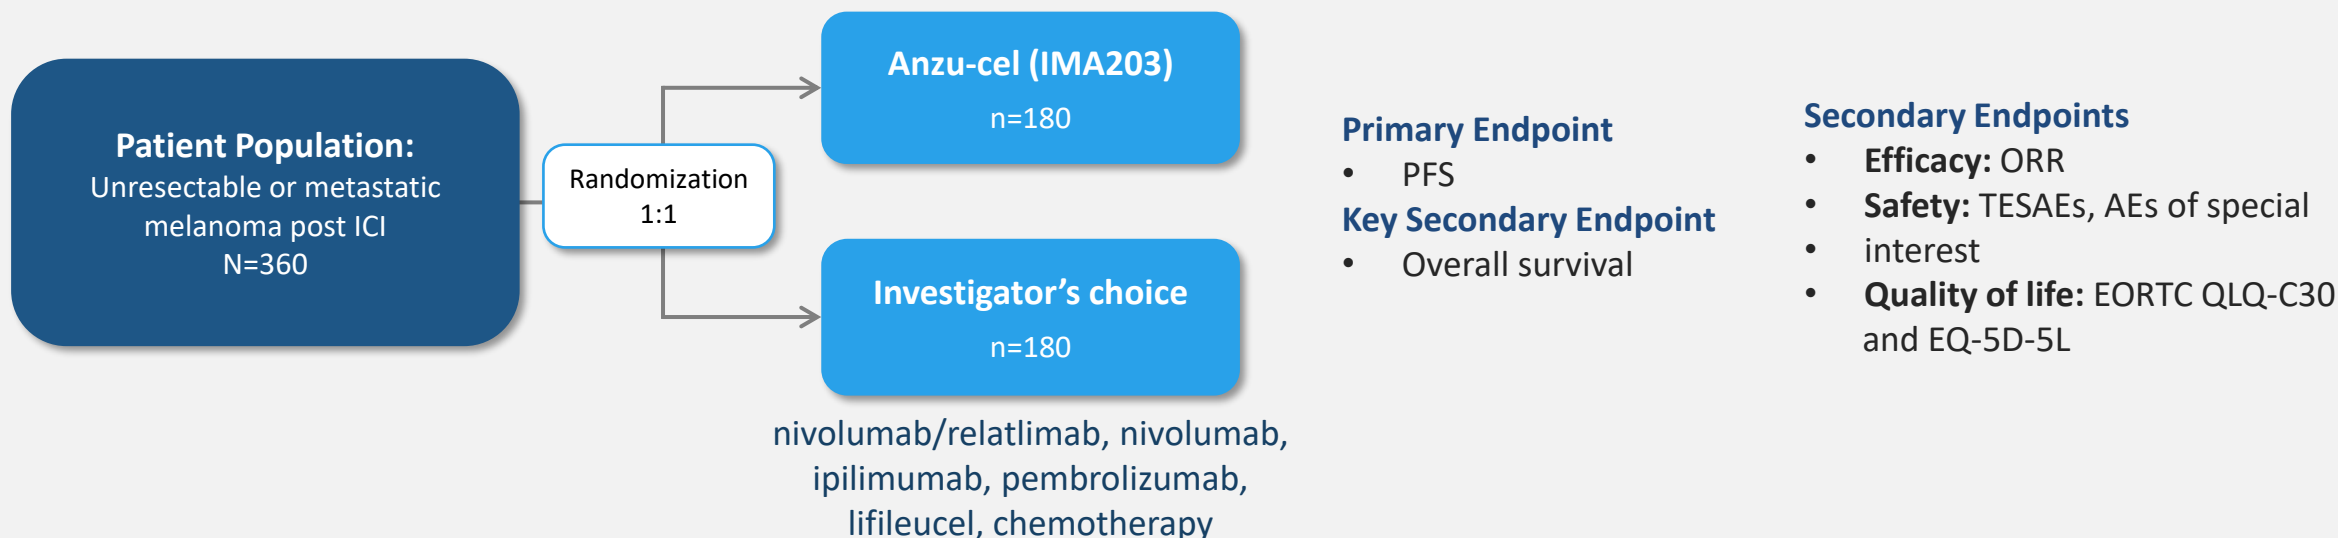 Patient Population:
Unresectable or metastatic
melanoma post ICI
N=360
Randomization
1:1
Anzu-cel (IMA203)
n=180
Investigator’s choice
n=180
nivolumab/relatlimab, nivolumab,
ipilimumab, pembrolizumab,
lifileucel, chemotherapy
Primary Endpoint
• PFS
Key Secondary Endpoint
• Overall survival
Secondary Endpoints
• Efficacy: ORR
• Safety: TESAEs, AEs of special
• interest
• Quality of life: EORTC QLQ-C30
and EQ-5D-5L